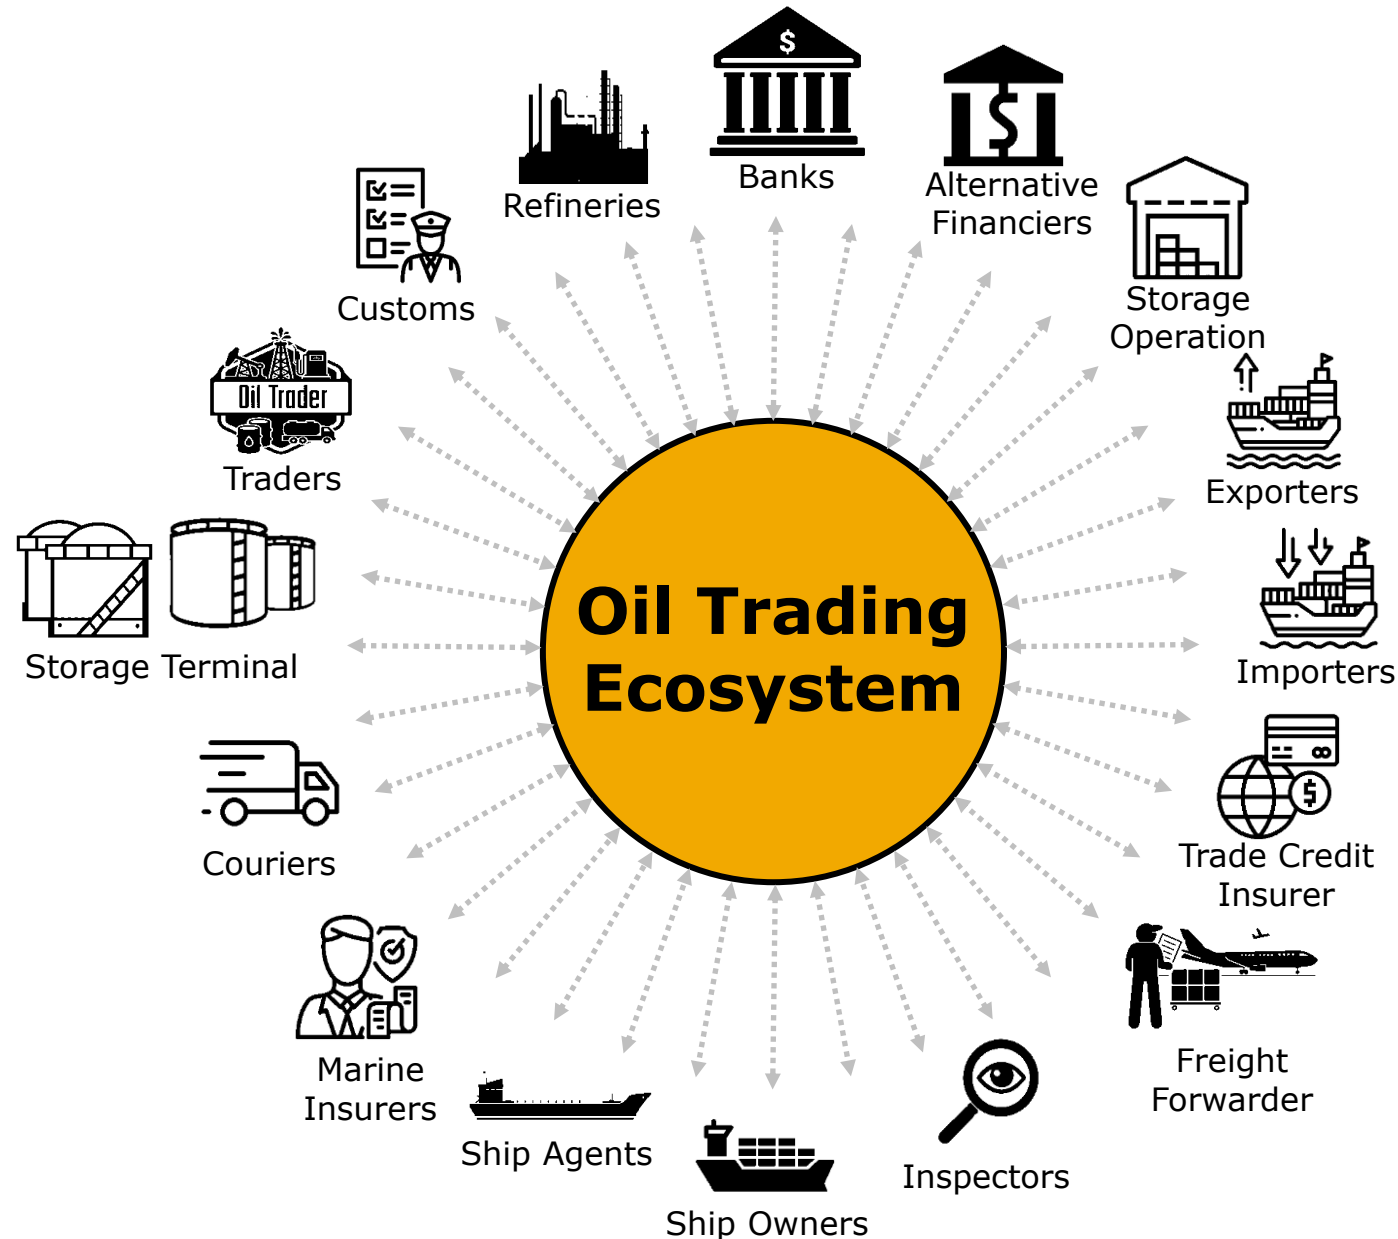 $
Banks
Alternative
Financiers
Storage
Operation
Exporters
Importers
$
Trade Credit
Insurer
Freight
Forwarder
Inspectors
Ship Owners
Ship Agents
Marine
Insurers
Couriers
Storage Terminal
Oil Trader
Traders
Customs
Refineries
Oil Trading
Ecosystem